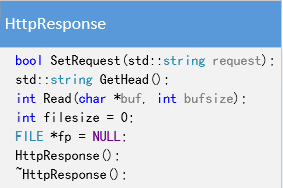 HttpResponse
bool SetRequest(std::string request);
std::string GetHead();
int Read(char *buf, int bufsize);
int filesize = 0;
FILE *fp = NULL;
HttpResponse();
~HttpResponse();